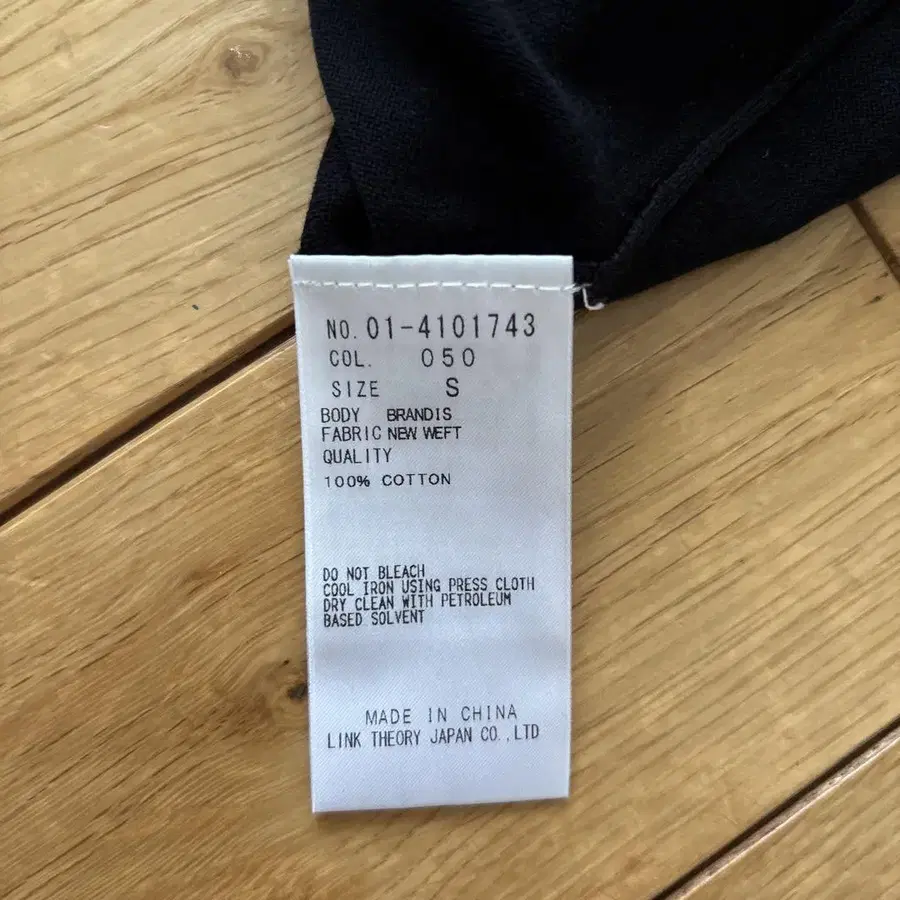 NO. 01-4101743
COL. 050
SIZE S
BODY BRANDIS
FABRIC NEW WEFT
QUALITY
100% COTTON
DO NOT BLEACH
COOL IRON USING PRESS CLOTH
DRY CLEAN WITH PETROLEUM
BASED SOLVENT
MADE IN CHINA
LINK THEORY JAPAN CO.,LTD